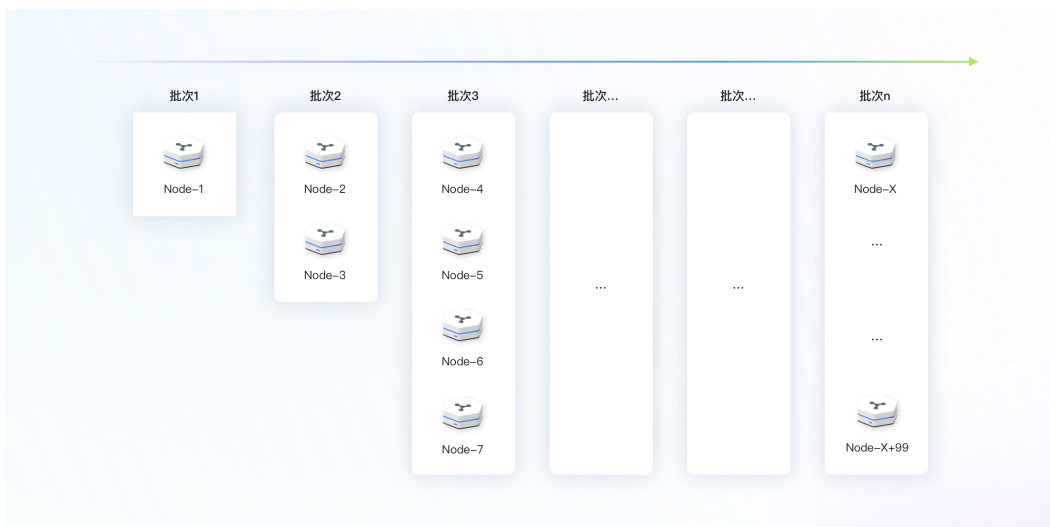 批次1
批次2
批次3
批次...
批次...
批次n
Node-1
Node-2
Node-3
Node-4
Node-5
Node-6
Node-7
...
...
Node-X
...
...
Node-X+99